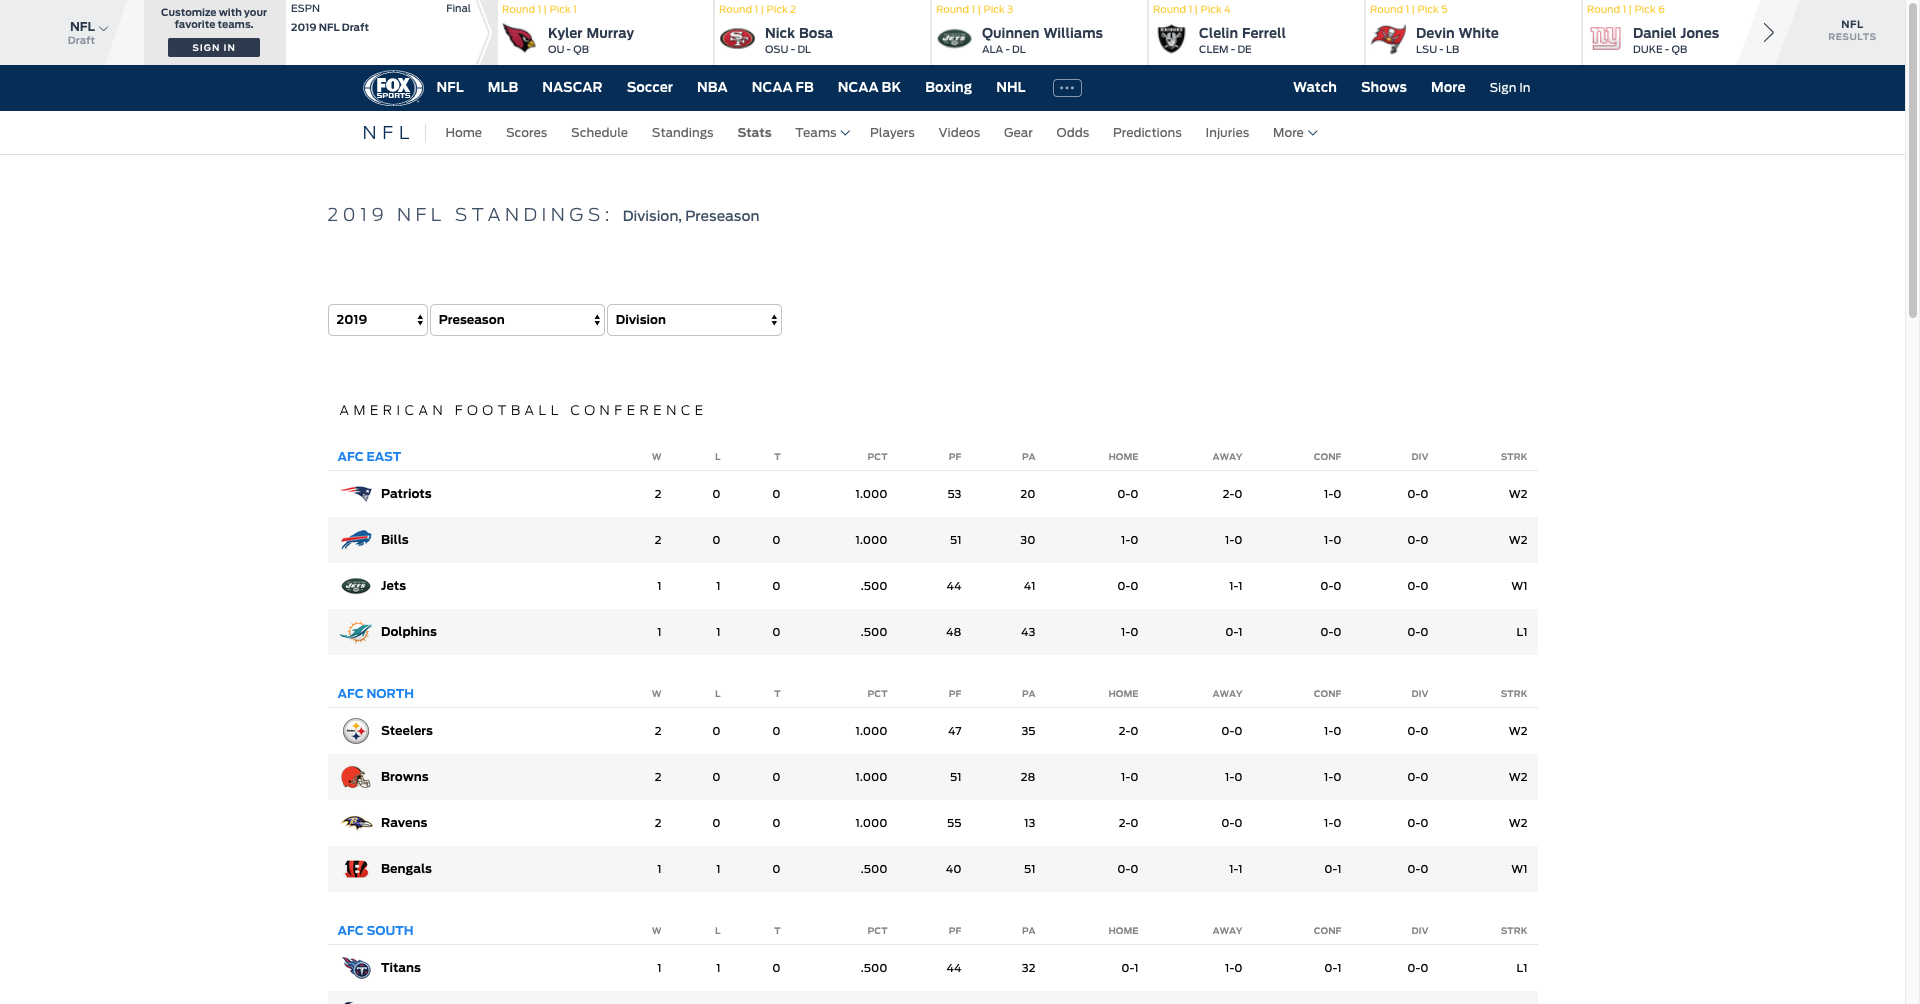 NFL
Draft
Customize with your
favorite teams.
SIGN IN
ESPN Final
2019 NFL Draft
Round 1 | Pick 1
Kyler Murray
OU - QB
Round 1 | Pick 2
Nick Bosa
OSU - DL
Round 1 | Pick 3
Quinnen Williams
ALA - DL
Round 1 | Pick 4
Clelin Ferrell
CLEM - DE
Round 1 | Pick 5
Devin White
LSU - LB
Round 1 | Pick 6
Daniel Jones
DUKE - QB
NFL
RESULTS
FOX SPORTS NFL MLB NASCAR Soccer NBA NCAA FB NCAA BK Boxing NHL Watch Shows More Sign In
NFL Home Scores Schedule Standings Stats Teams Players Videos Gear Odds Predictions Injuries More
2019 NFL STANDINGS: Division, Preseason
2019 Preseason Division
AMERICAN FOOTBALL CONFERENCE
AFC EAST W L T PCT PF PA HOME AWAY CONF DIV STRK
Patriots 2 0 0 1.000 53 20 0-0 2-0 1-0 0-0 W2
Bills 2 0 0 1.000 51 30 1-0 1-0 1-0 0-0 W2
Jets 1 1 0 .500 44 41 0-0 1-1 0-0 0-0 W1
Dolphins 1 1 0 .500 48 43 1-0 0-1 0-0 0-0 L1
AFC NORTH W L T PCT PF PA HOME AWAY CONF DIV STRK
Steelers 2 0 0 1.000 47 35 2-0 0-0 1-0 0-0 W2
Browns 2 0 0 1.000 51 28 1-0 1-0 1-0 0-0 W2
Ravens 2 0 0 1.000 55 13 2-0 0-0 1-0 0-0 W2
Bengals 1 1 0 .500 40 51 0-0 1-1 0-1 0-0 W1
AFC SOUTH W L T PCT PF PA HOME AWAY CONF DIV STRK
Titans 1 1 0 .500 44 32 0-1 1-0 0-1 0-0 L1